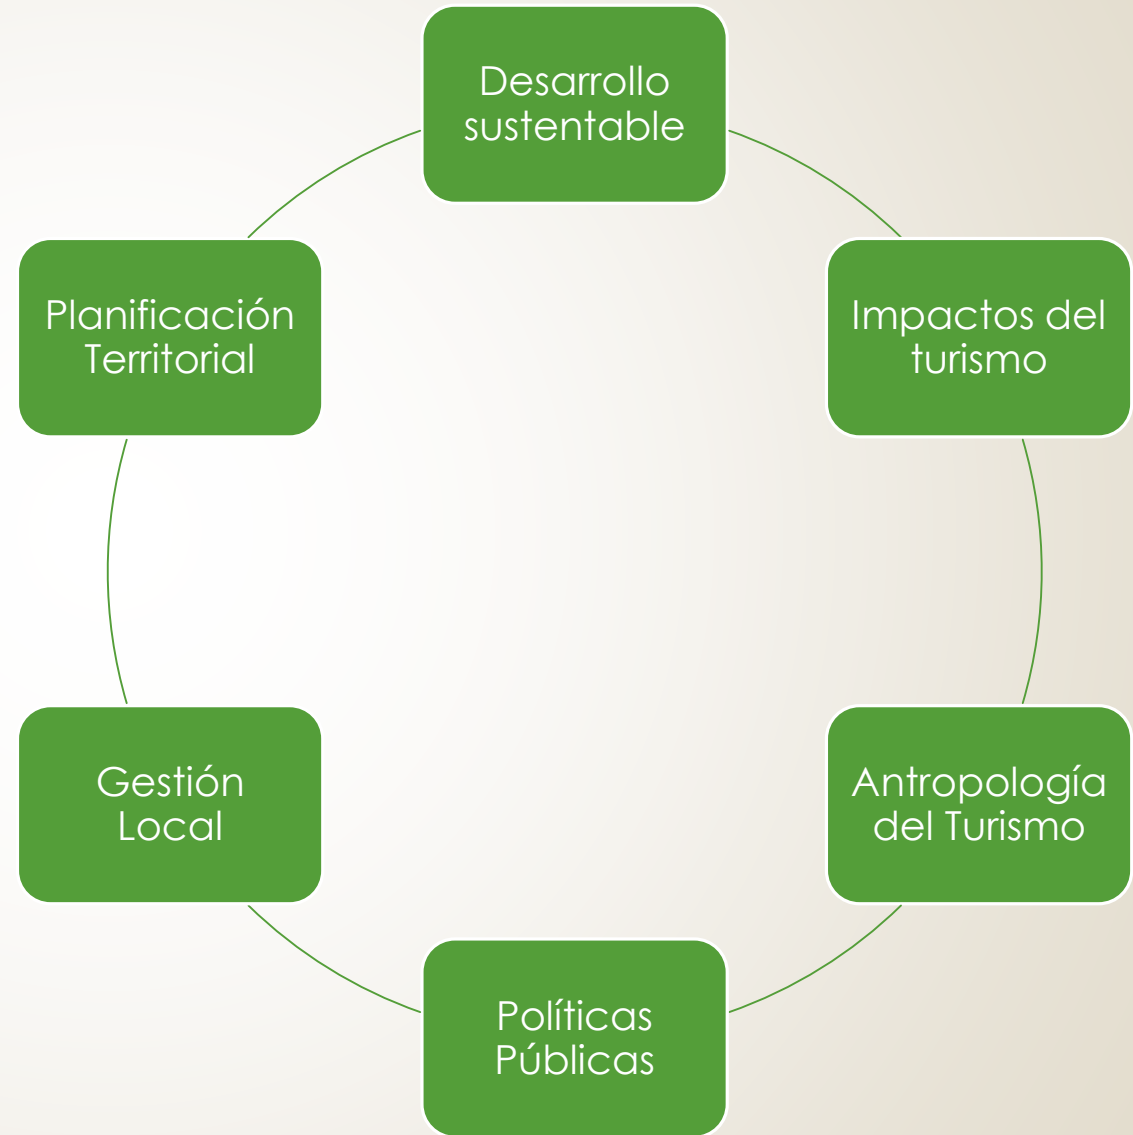 Desarrollo
sustentable
Impactos del
turismo
Antropología
del Turismo
Políticas
Públicas
Gestión
Local
Planificación
Territorial